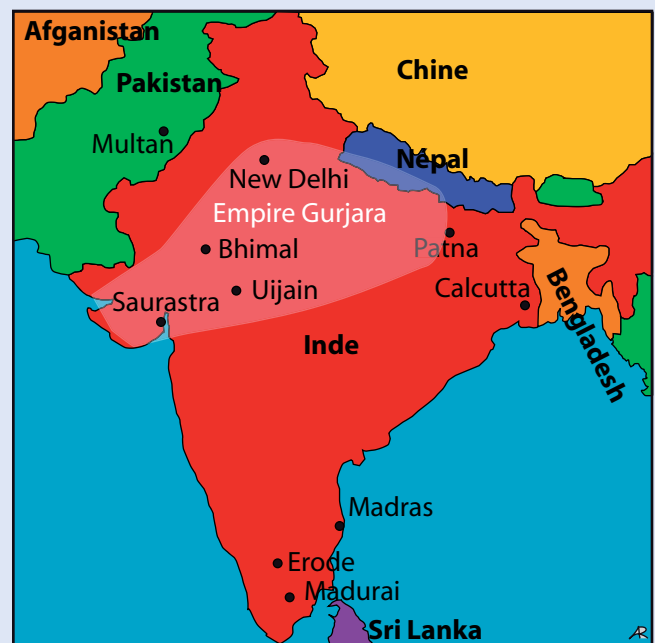 Afganistan
Chine
Pakistan
Multan
Népal
New Delhi
Empire Gurjara
Bhimal
Patna
Uijain
Saurastra
Calcutta
Bengladesh
Inde
Madras
Erode
Madurai
Sri Lanka